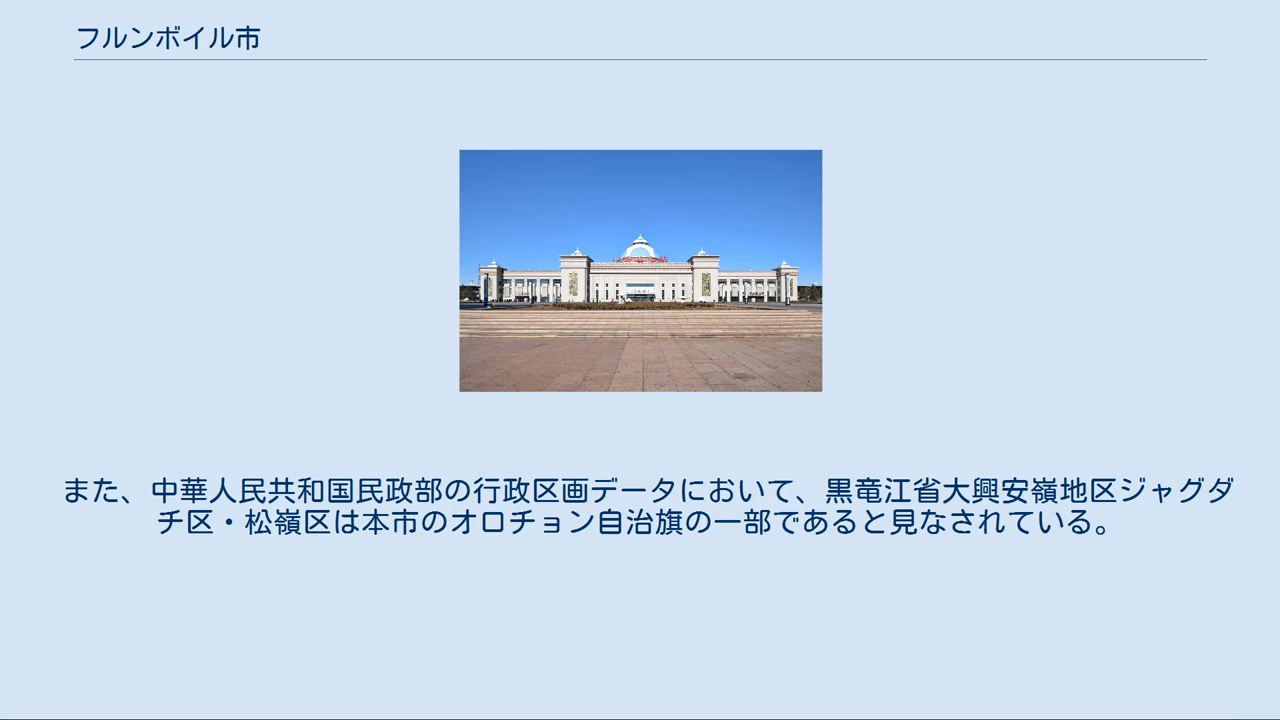 フルンボイル市
また、中華人民共和国民政部の行政区画データにおいて、黒竜江省大興安嶺地区ジャグダ
チ区・松嶺区は本市のオロチョン自治旗の一部であると見なされている。